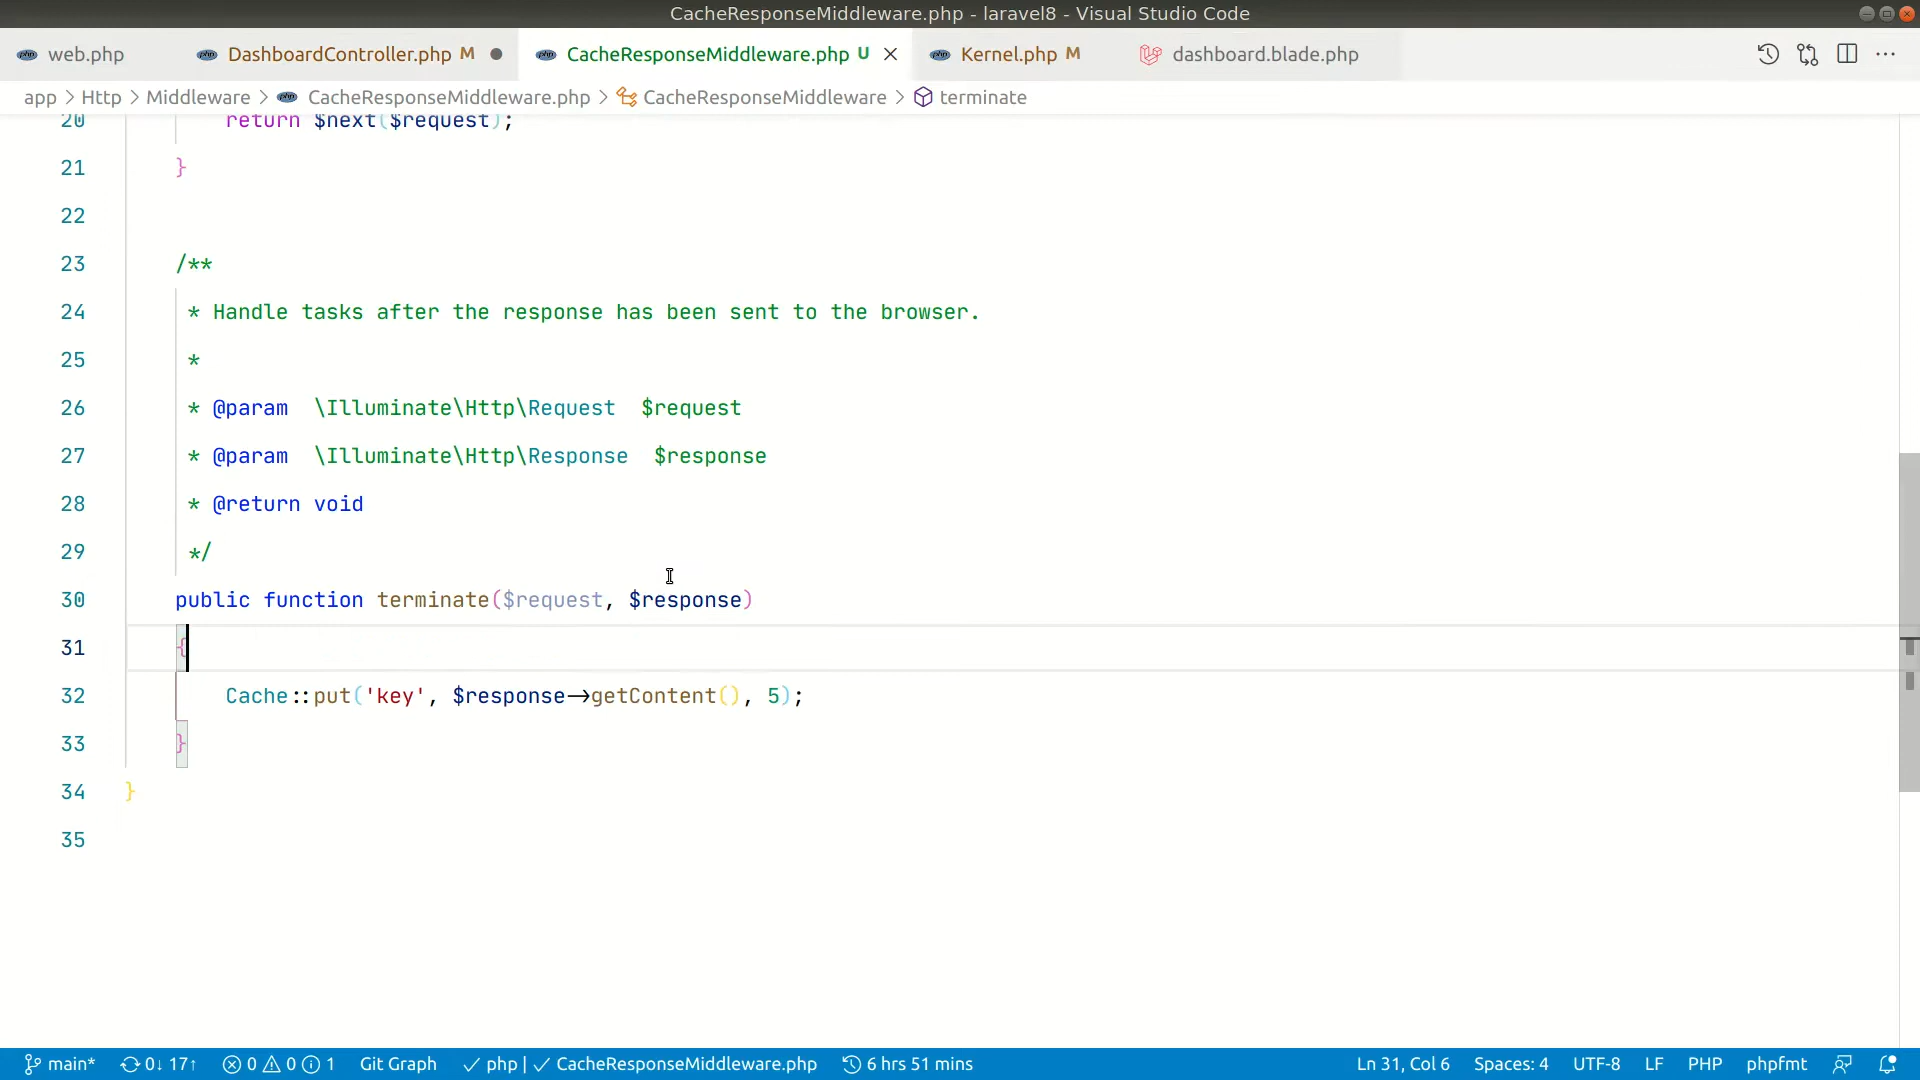 CacheResponseMiddleware.php - laravel8 - Visual Studio Code
web.php DashboardController.php M CacheResponseMiddleware.php U Kernel.php M dashboard.blade.php
app > Http > Middleware > CacheResponseMiddleware.php > CacheResponseMiddleware > terminate
20 return $next($request);
21 }
22
23 /**
24 * Handle tasks after the response has been sent to the browser.
25 *
26 * @param \Illuminate\Http\Request $request
27 * @param \Illuminate\Http\Response $response
28 * @return void
29 */
30 public function terminate($request, $response)
31 {
32 Cache::put('key', $response->getContent(), 5);
33 }
34 }
35
main* 0↓ 17↑ 0 0 1 Git Graph ✓ php | ✓ CacheResponseMiddleware.php 6 hrs 51 mins Ln 31, Col 6 Spaces: 4 UTF-8 LF PHP phpfmt